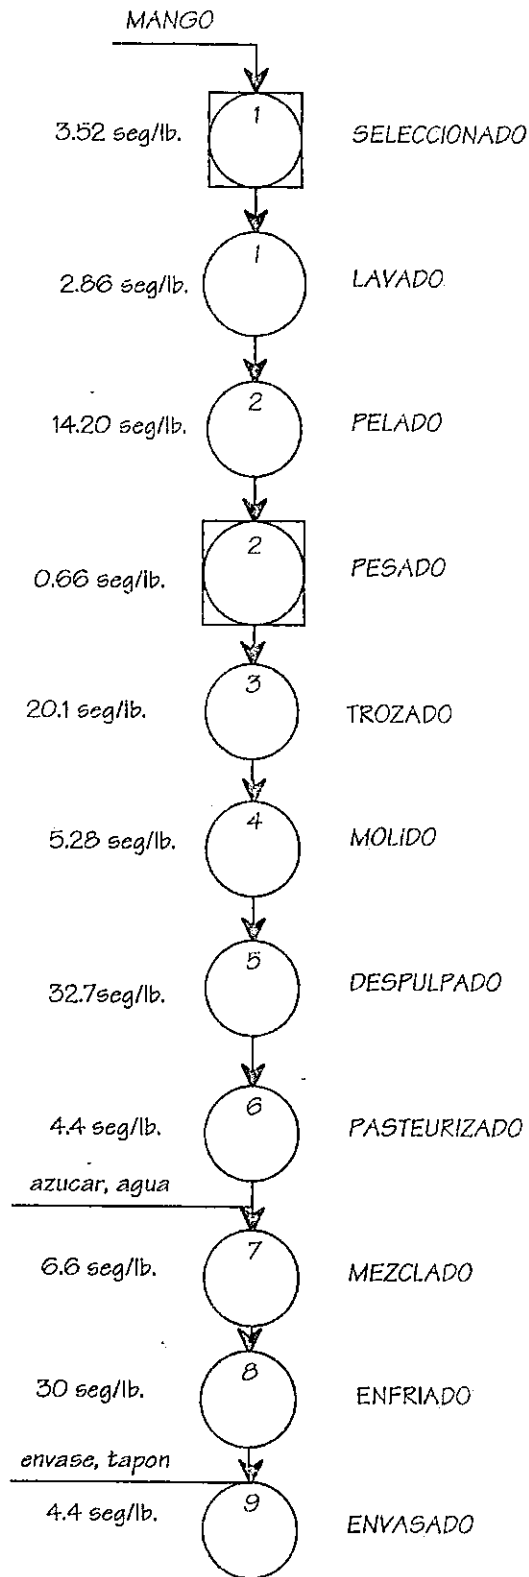 MANGO
1
3.52 seg/lb. SELECCIONADO
1
2.86 seg/lb. LAVADO
2
14.20 seg/lb. PELADO
2
0.66 seg/lb. PESADO
3
20.1 seg/lb. TROZADO
4
5.28 seg/lb. MOLIDO
5
32.7seg/lb. DESPULPADO
6
4.4 seg/lb. PASTEURIZADO
azucar, agua
7
6.6 seg/lb. MEZCLADO
8
30 seg/lb. ENFRIADO
envase, tapon
9
4.4 seg/lb. ENVASADO